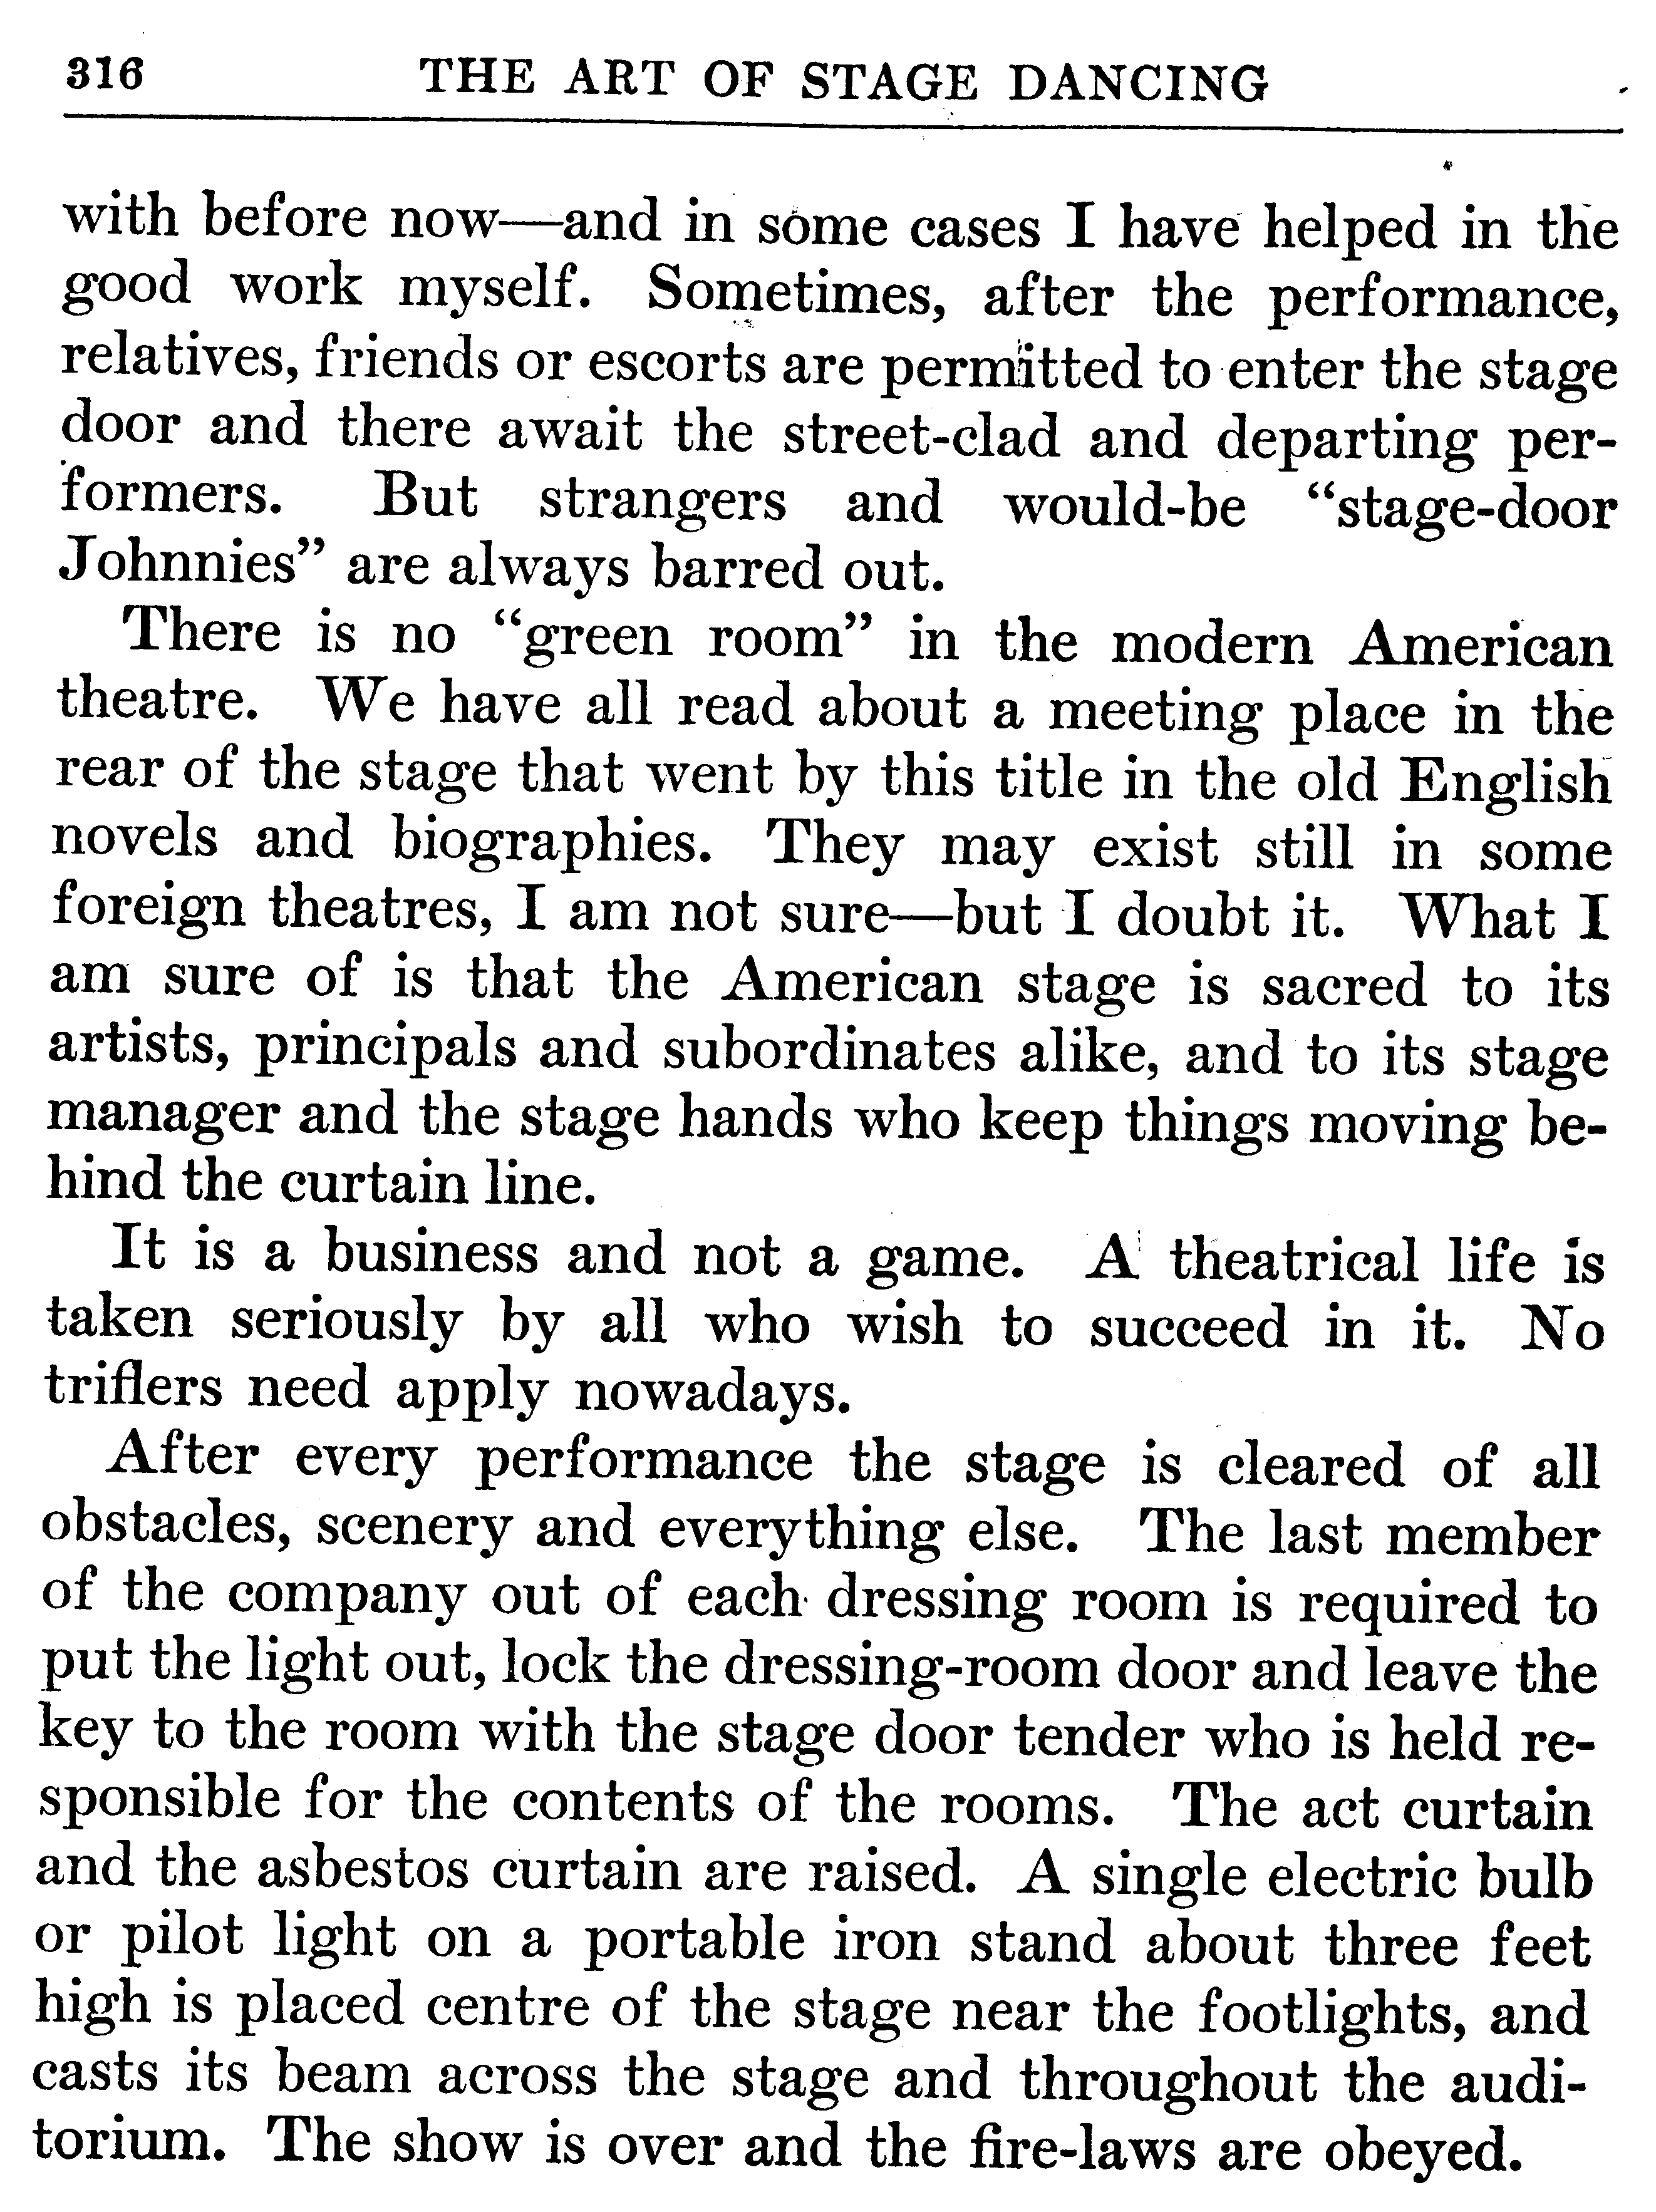 316 THE ART OF STAGE DANCING
with before now—and in some cases I have helped in the
good work myself. Sometimes, after the performance,
relatives, friends or escorts are permitted to enter the stage
door and there await the street-clad and departing per-
formers. But strangers and would-be “stage-door
Johnnies” are always barred out.
There is no “green room” in the modern American
theatre. We have all read about a meeting place in the
rear of the stage that went by this title in the old English
novels and biographies. They may exist still in some
foreign theatres, I am not sure—but I doubt it. What I
am sure of is that the American stage is sacred to its
artists, principals and subordinates alike, and to its stage
manager and the stage hands who keep things moving be-
hind the curtain line.
It is a business and not a game. A theatrical life is
taken seriously by all who wish to succeed in it. No
triflers need apply nowadays.
After every performance the stage is cleared of all
obstacles, scenery and everything else. The last member
of the company out of each dressing room is required to
put the light out, lock the dressing-room door and leave the
key to the room with the stage door tender who is held re-
sponsible for the contents of the rooms. The act curtain
and the asbestos curtain are raised. A single electric bulb
or pilot light on a portable iron stand about three feet
high is placed centre of the stage near the footlights, and
casts its beam across the stage and throughout the audi-
torium. The show is over and the fire-laws are obeyed.